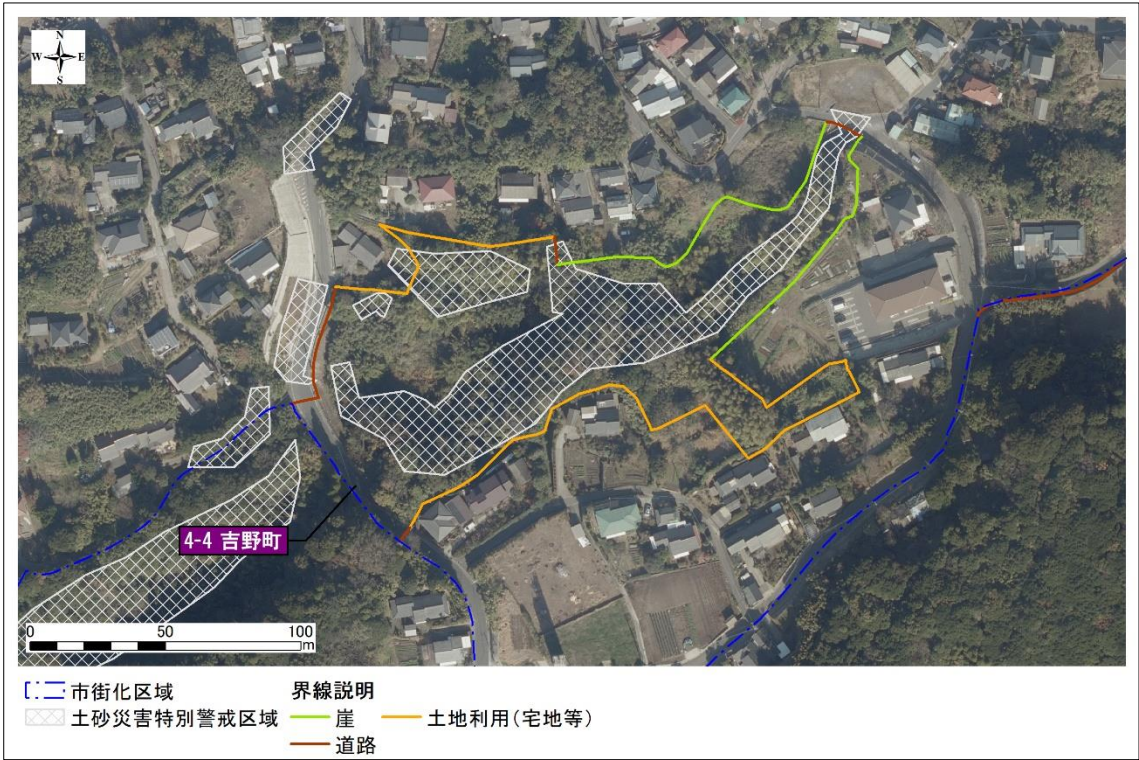 N
W E
S
4-4 吉野町
0 50 100
m
市街化区域
界線説明
土砂災害特別警戒区域
崖
土地利用(宅地等)
道路